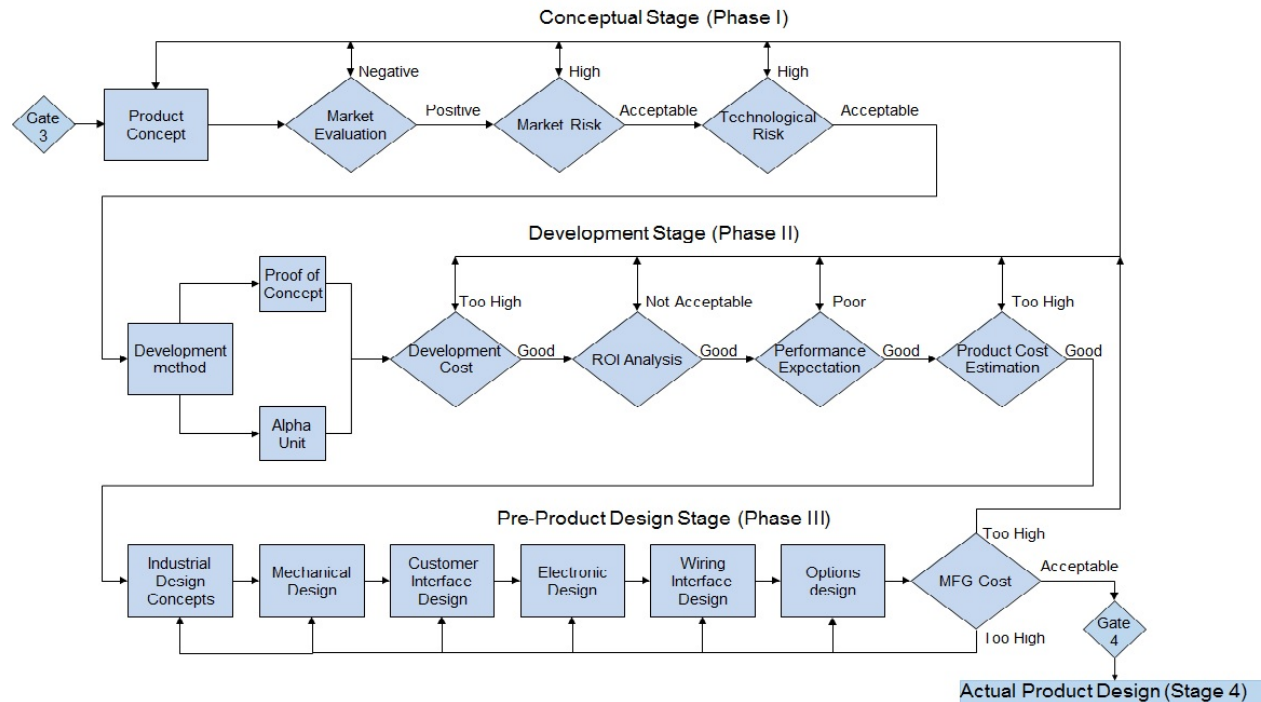 Conceptual Stage (Phase I)
Negative
High
High
Gate
3
Product
Concept
Market
Evaluation
Positive
Market Risk
Acceptable
Technological
Risk
Acceptable
Development Stage (Phase II)
Proof of
Concept
Too High
Not Acceptable
Poor
Too High
Development
method
Development
Cost
Good
ROI Analysis
Good
Performance
Expectation
Good
Product Cost
Estimation
Good
Alpha
Unit
Pre-Product Design Stage (Phase III)
Too High
Industrial
Design
Concepts
Mechanical
Design
Customer
Interface
Design
Electronic
Design
Wiring
Interface
Design
Options
design
MFG Cost
Acceptable
Too High
Gate
4
Actual Product Design (Stage 4)